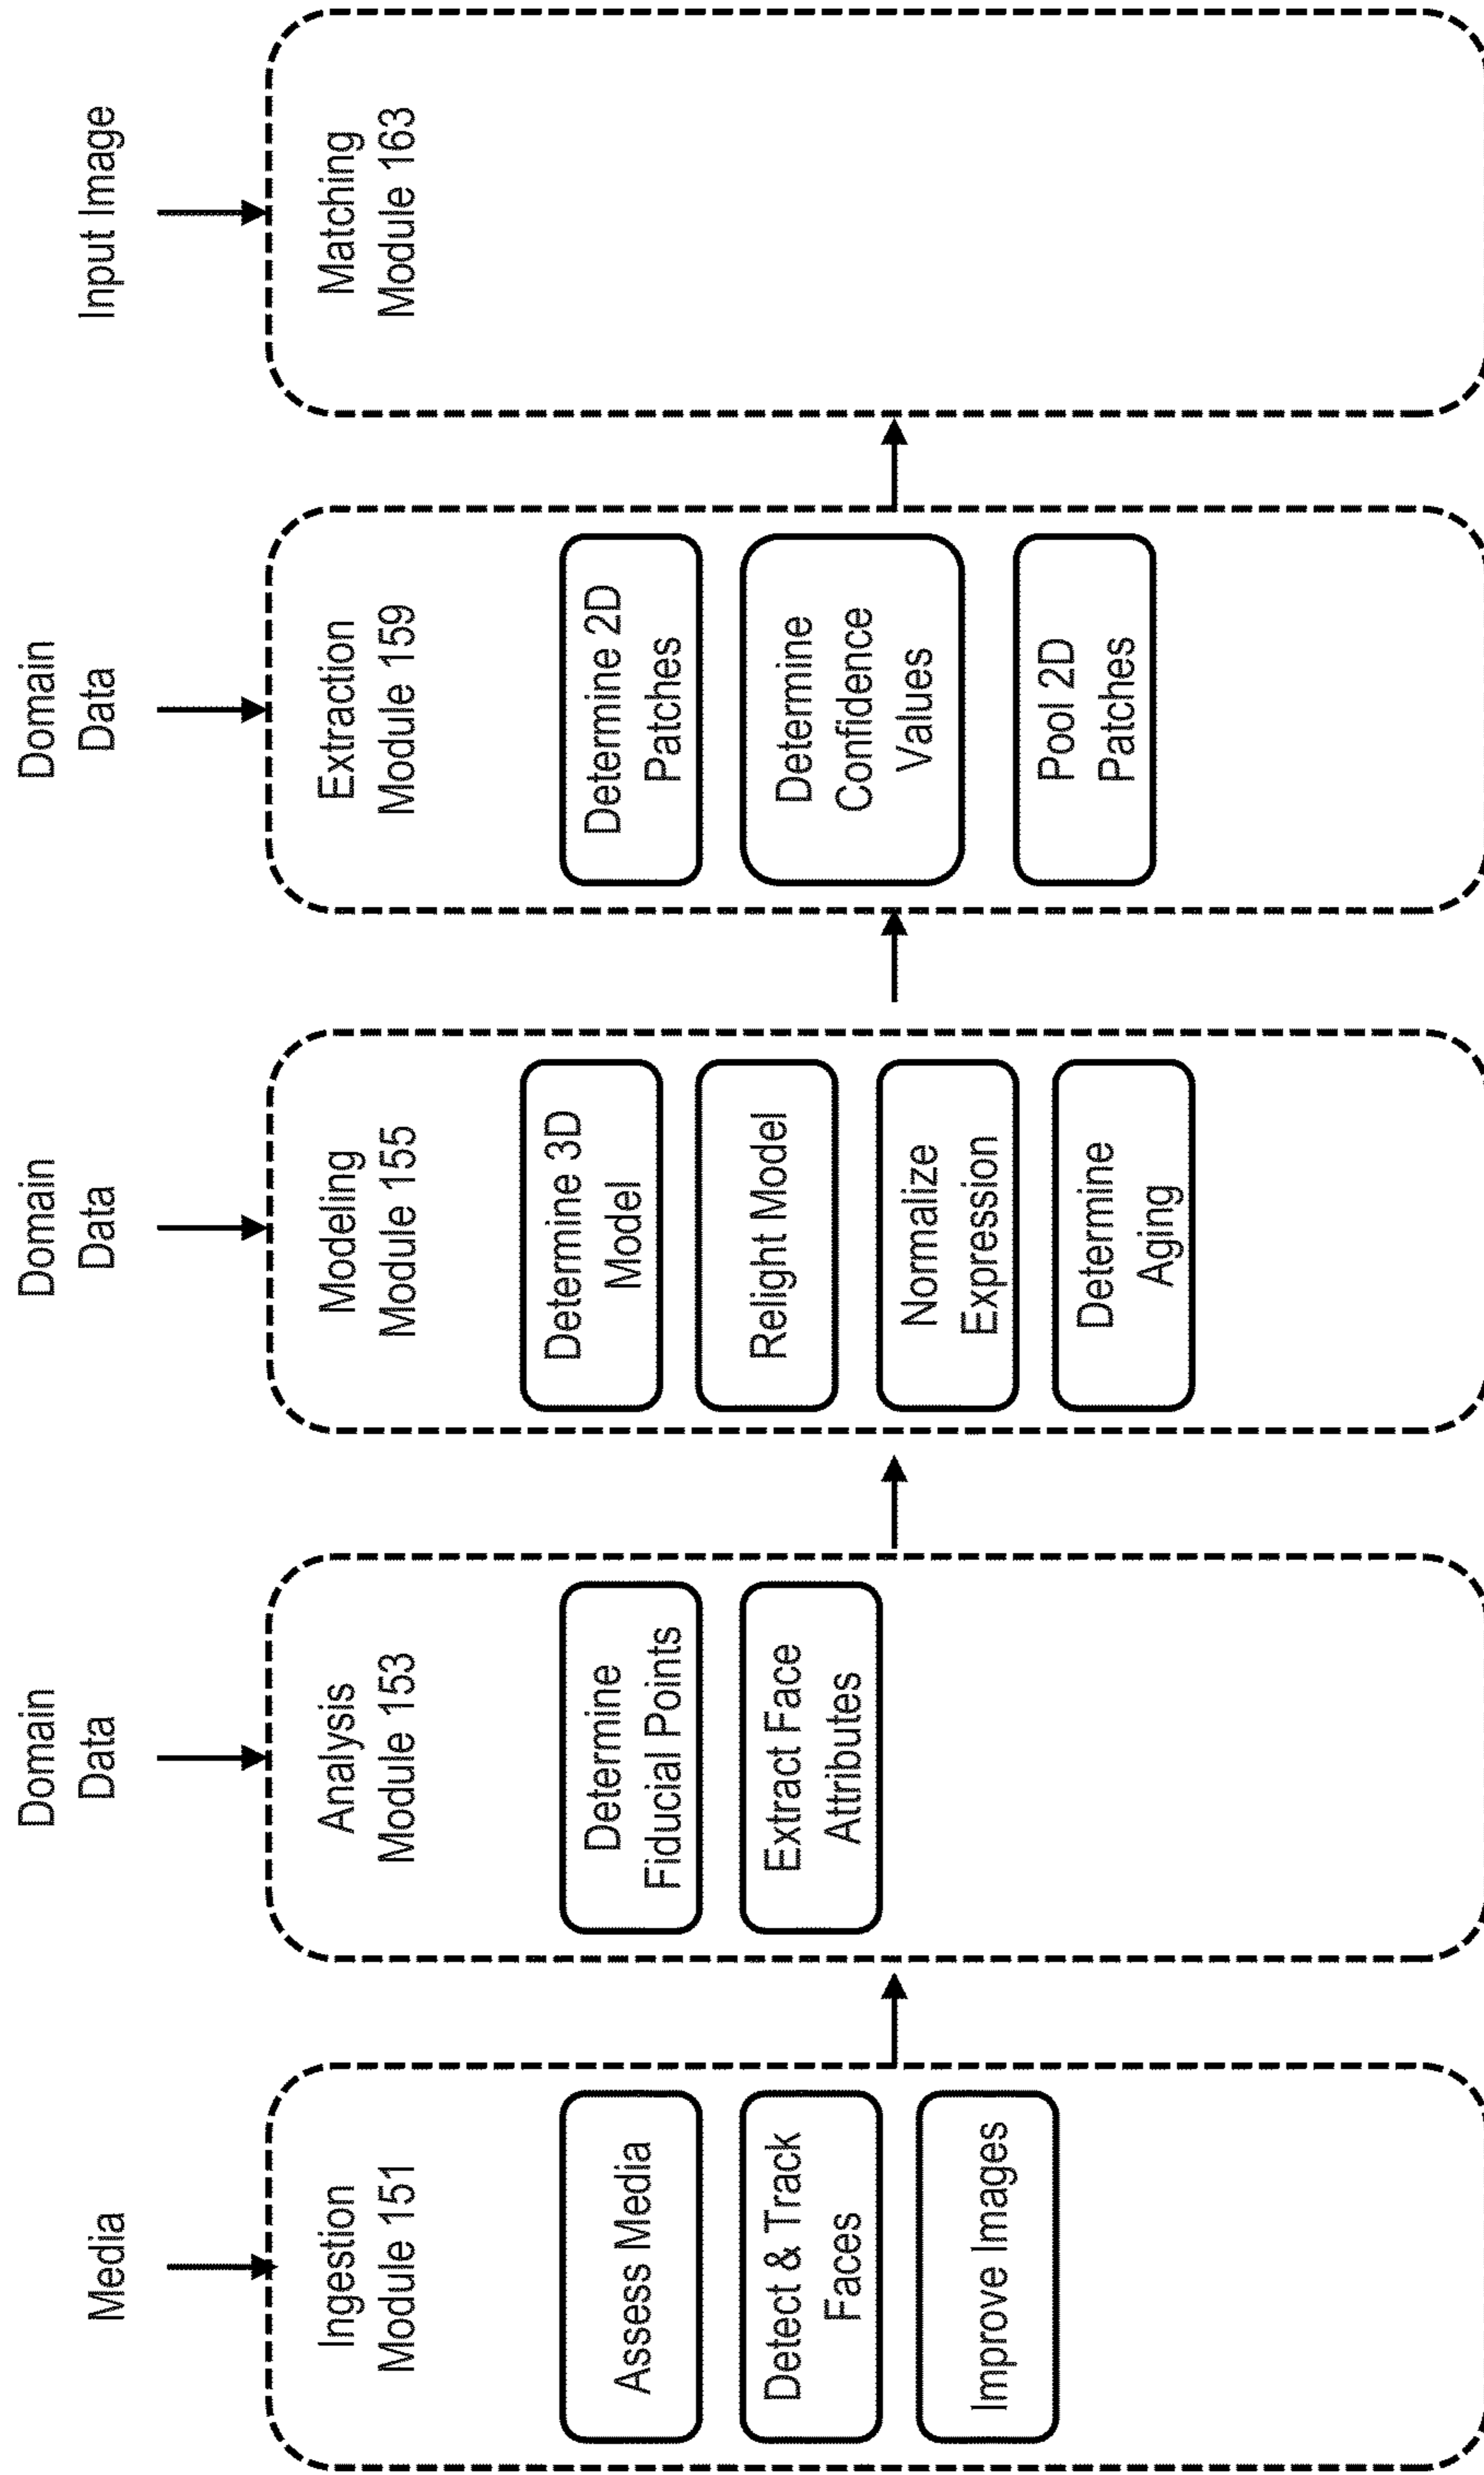 Media
Ingestion
Module 151
Assess Media
Detect & Track
Faces
Improve Images
Domain
Data
Analysis
Module 153
Determine
Fiducial Points
Extract Face
Attributes
Domain
Data
Modeling
Module 155
Determine 3D
Model
Relight Model
Normalize
Expression
Determine
Aging
Domain
Data
Extraction
Module 159
Determine 2D
Patches
Determine
Confidence
Values
Pool 2D
Patches
Input Image
Matching
Module 163